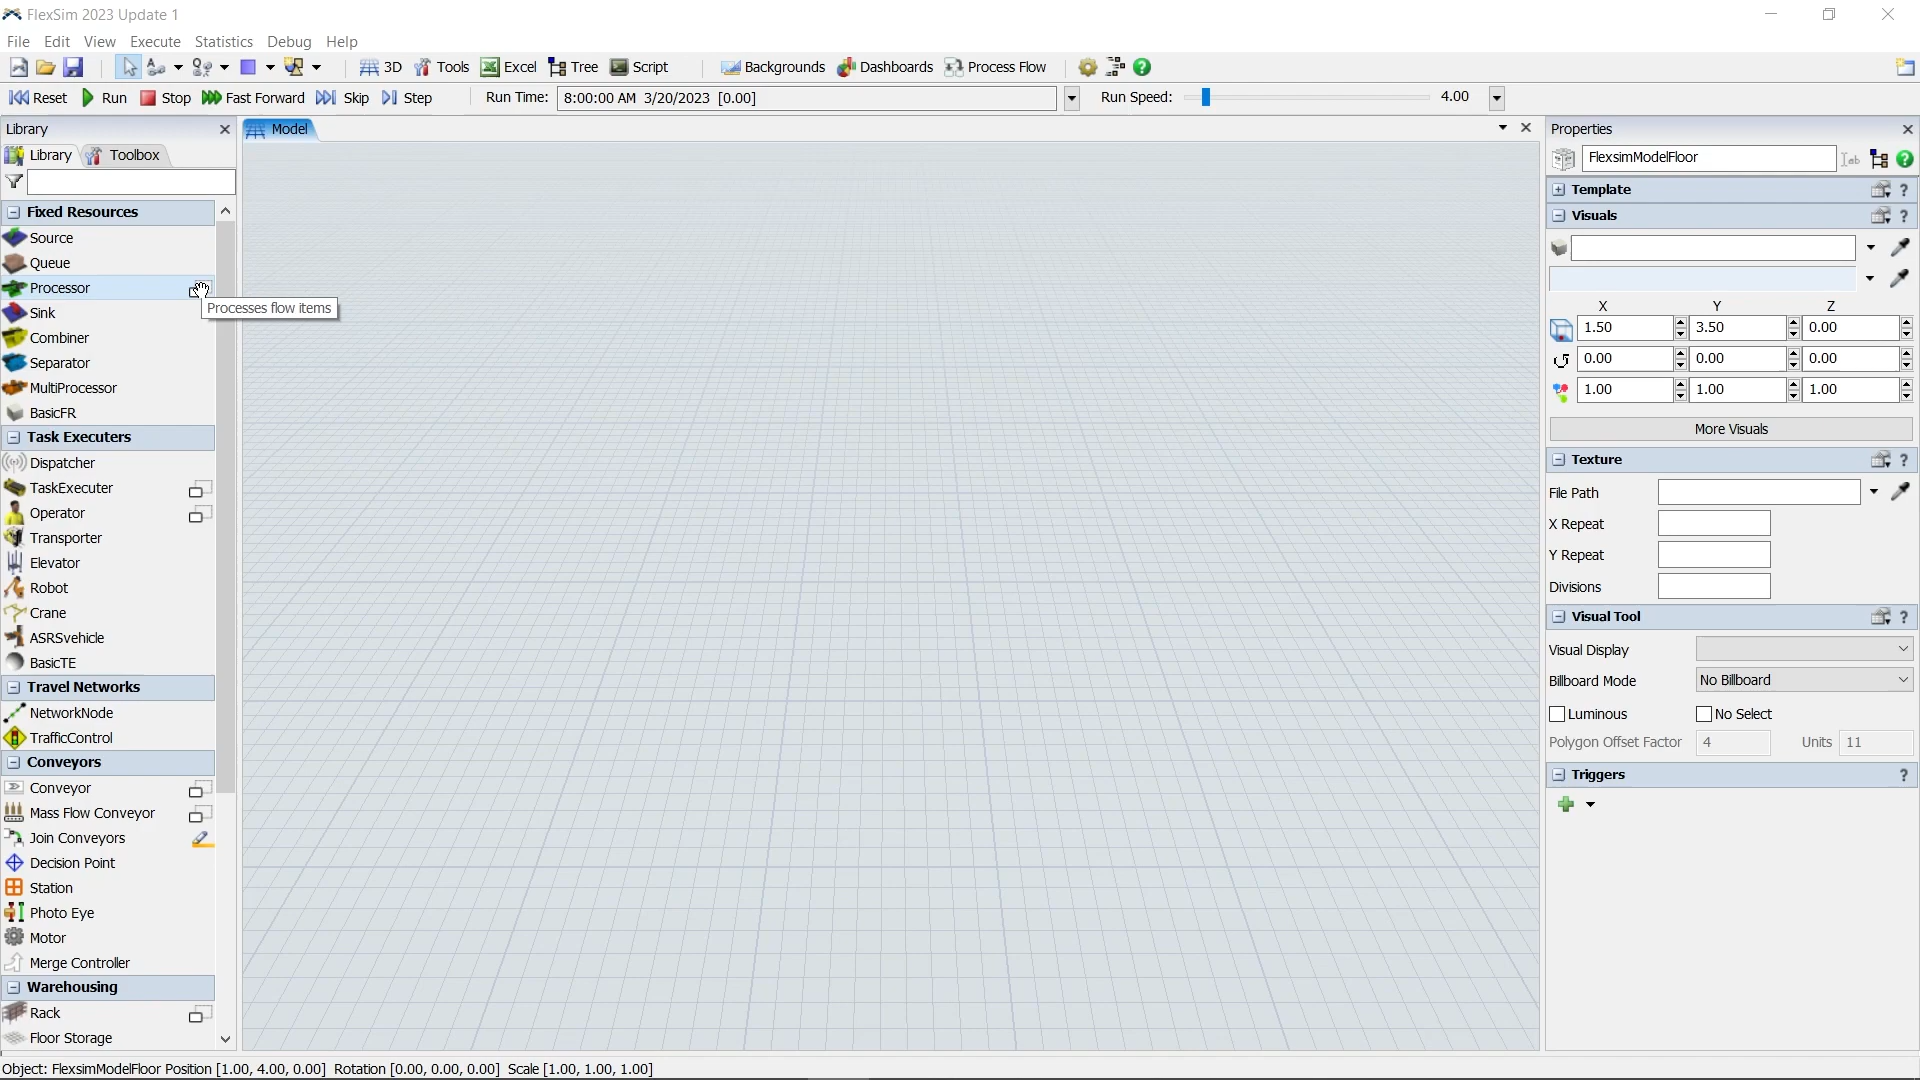 FlexSim 2023 Update 1
File Edit View Execute Statistics Debug Help
3D Tools Excel Tree Script Backgrounds Dashboards Process Flow
Reset Run Stop Fast Forward Skip Step Run Time: 8:00:00 AM 3/20/2023 [0.00] Run Speed: 4.00
Library
Library Toolbox
Fixed Resources
Source
Queue
Processor
Processes flow items
Sink
Combiner
Separator
MultiProcessor
BasicFR
Task Executers
Dispatcher
TaskExecuter
Operator
Transporter
Elevator
Robot
Crane
ASRSvehicle
BasicTE
Travel Networks
NetworkNode
TrafficControl
Conveyors
Conveyor
Mass Flow Conveyor
Join Conveyors
Decision Point
Station
Photo Eye
Motor
Merge Controller
Warehousing
Rack
Floor Storage
Model
Properties
FlexsimModelFloor
Template
Visuals
X Y Z
1.50 3.50 0.00
0.00 0.00 0.00
1.00 1.00 1.00
More Visuals
Texture
File Path
X Repeat
Y Repeat
Divisions
Visual Tool
Visual Display
Billboard Mode No Billboard
Luminous No Select
Polygon Offset Factor 4 Units 11
Triggers
Object: FlexsimModelFloor Position [1.00, 4.00, 0.00] Rotation [0.00, 0.00, 0.00] Scale [1.00, 1.00, 1.00]